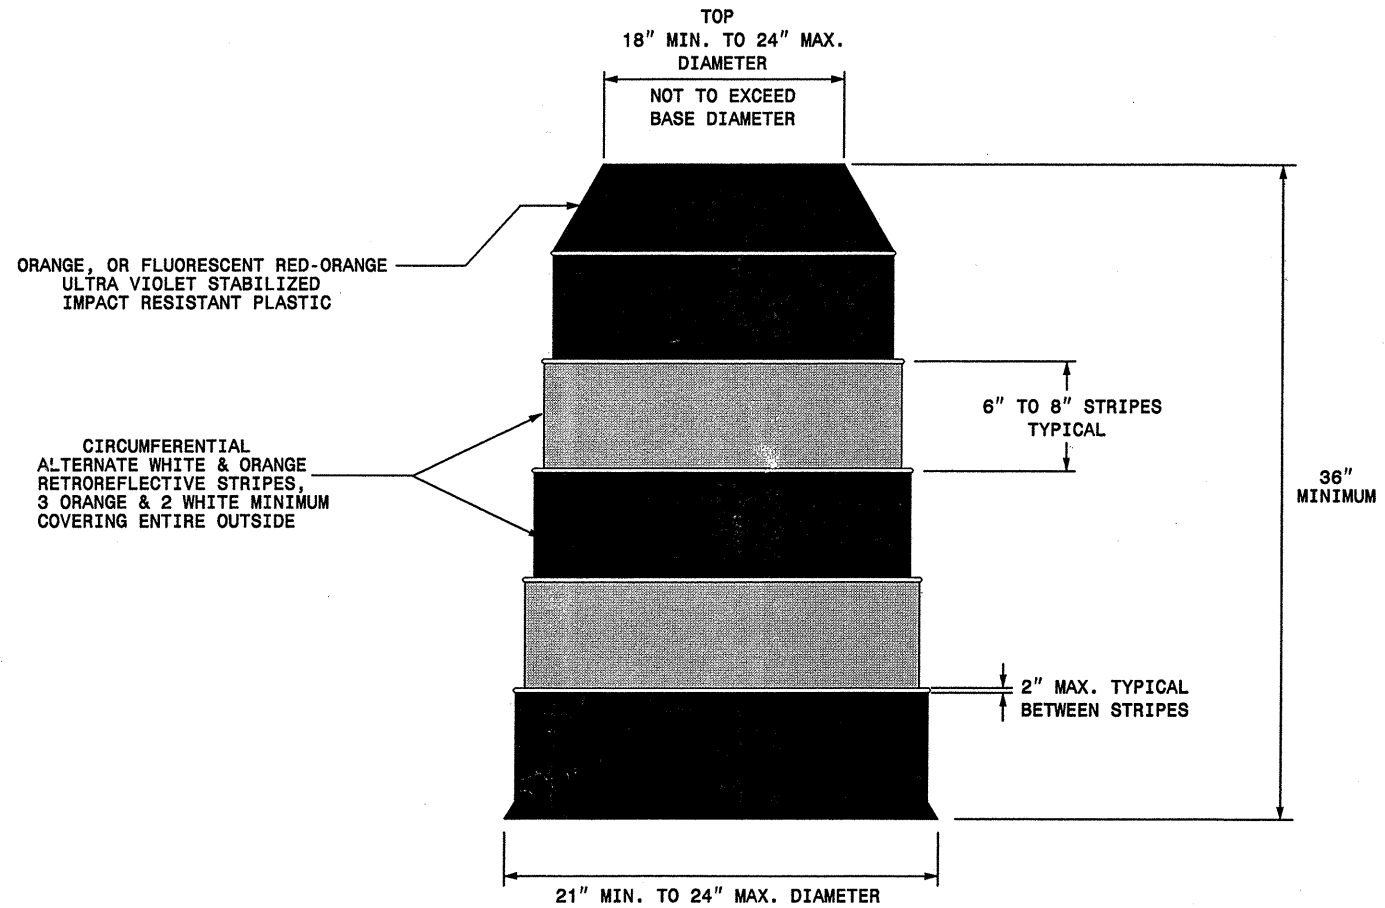 TOP
18" MIN. TO 24" MAX.
DIAMETER
NOT TO EXCEED
BASE DIAMETER
ORANGE, OR FLUORESCENT RED-ORANGE
ULTRA VIOLET STABILIZED
IMPACT RESISTANT PLASTIC
6" TO 8" STRIPES
TYPICAL
CIRCUMFERENTIAL
ALTERNATE WHITE & ORANGE
RETROREFLECTIVE STRIPES,
3 ORANGE & 2 WHITE MINIMUM
COVERING ENTIRE OUTSIDE
36"
MINIMUM
2" MAX. TYPICAL
BETWEEN STRIPES
21" MIN. TO 24" MAX. DIAMETER